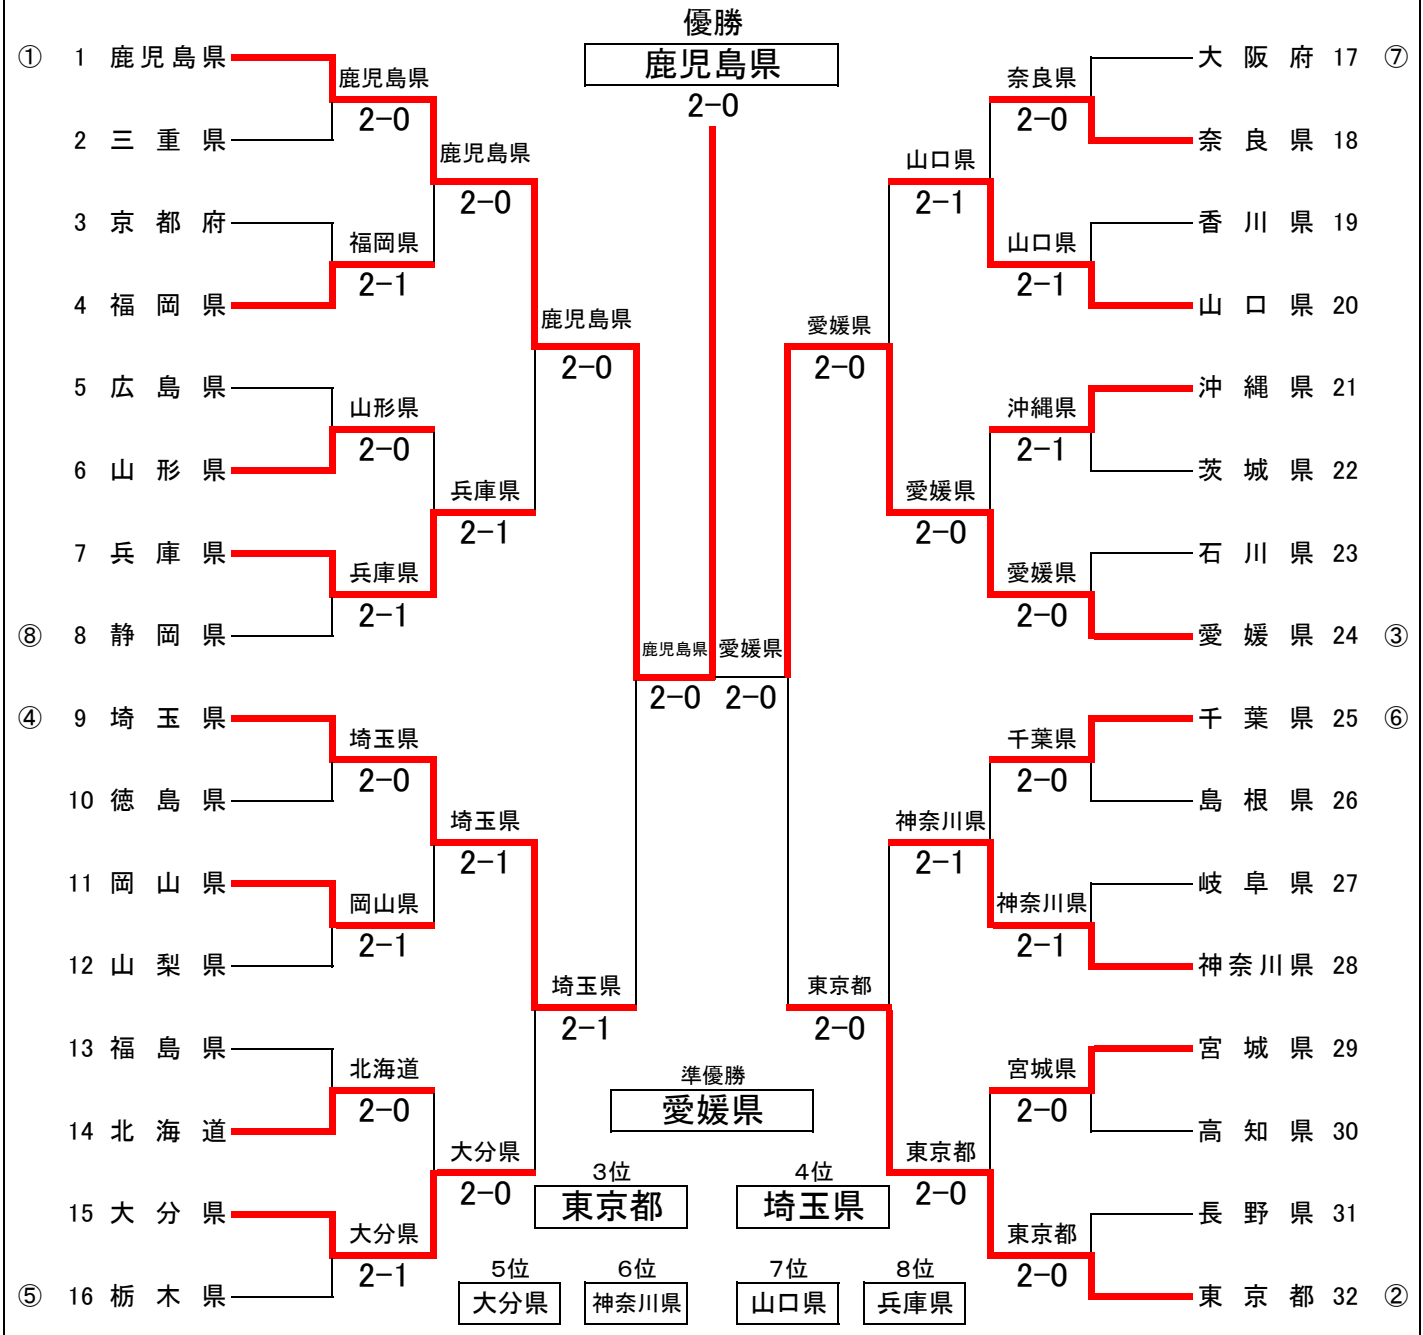 優勝
鹿児島県
2-0
① 1 鹿児島県
2 三重県
3 京都府
4 福岡県
5 広島県
6 山形県
7 兵庫県
⑧ 8 静岡県
④ 9 埼玉県
10 徳島県
11 岡山県
12 山梨県
13 福島県
14 北海道
15 大分県
⑤ 16 栃木県
鹿児島県
2-0
福岡県
2-1
山形県
2-0
兵庫県
2-1
埼玉県
2-0
岡山県
2-1
北海道
2-0
大分県
2-1
鹿児島県
2-0
兵庫県
2-1
埼玉県
2-1
大分県
2-0
鹿児島県
2-0
埼玉県
2-1
鹿児島県
2-0
愛媛県
2-0
愛媛県
2-0
東京都
2-0
山口県
2-1
愛媛県
2-0
神奈川県
2-1
東京都
2-0
奈良県
2-0
山口県
2-1
沖縄県
2-1
愛媛県
2-0
千葉県
2-0
神奈川県
2-1
宮城県
2-0
東京都
2-0
大阪府 17 ⑦
奈良県 18
香川県 19
山口県 20
沖縄県 21
茨城県 22
石川県 23
愛媛県 24 ③
千葉県 25 ⑥
島根県 26
岐阜県 27
神奈川県 28
宮城県 29
高知県 30
長野県 31
東京都 32 ②
準優勝
愛媛県
3位
東京都
4位
埼玉県
5位
大分県
6位
神奈川県
7位
山口県
8位
兵庫県